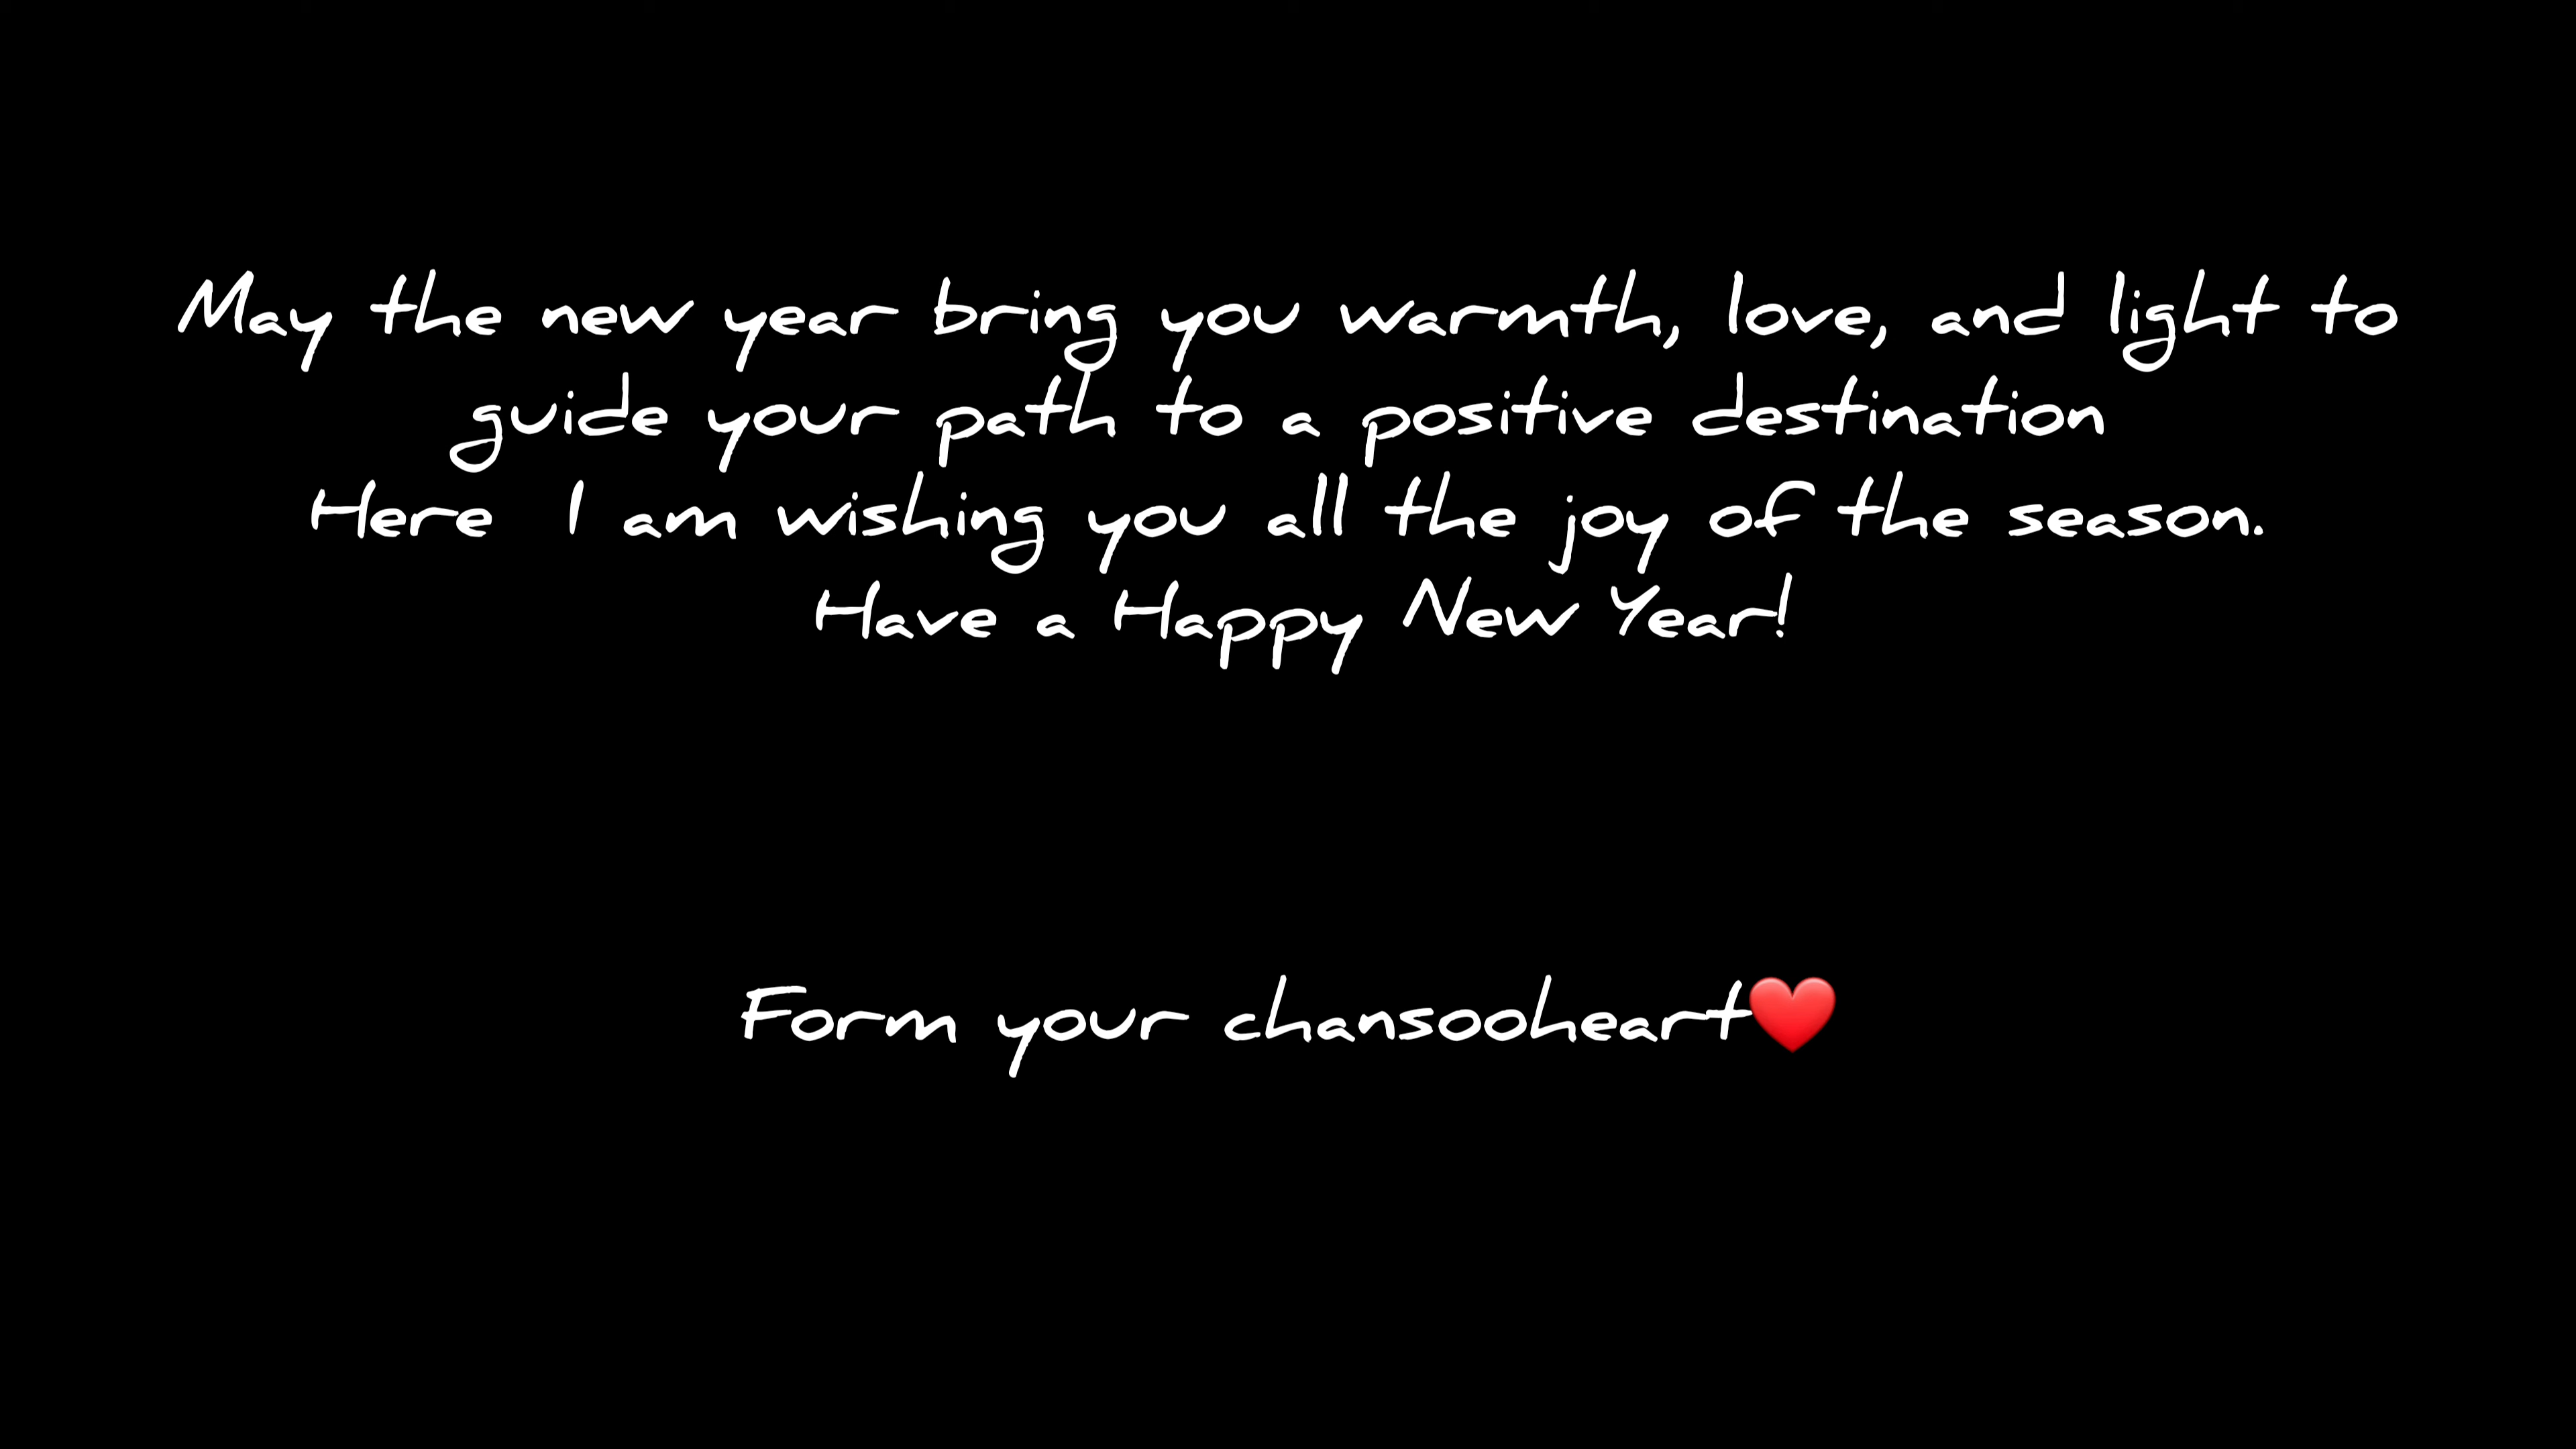 May the new year bring you warmth, love, and light to
guide your path to a positive destination
Here I am wishing you all the joy of the season.
Have a Happy New Year!
Form your chansooheart❤️